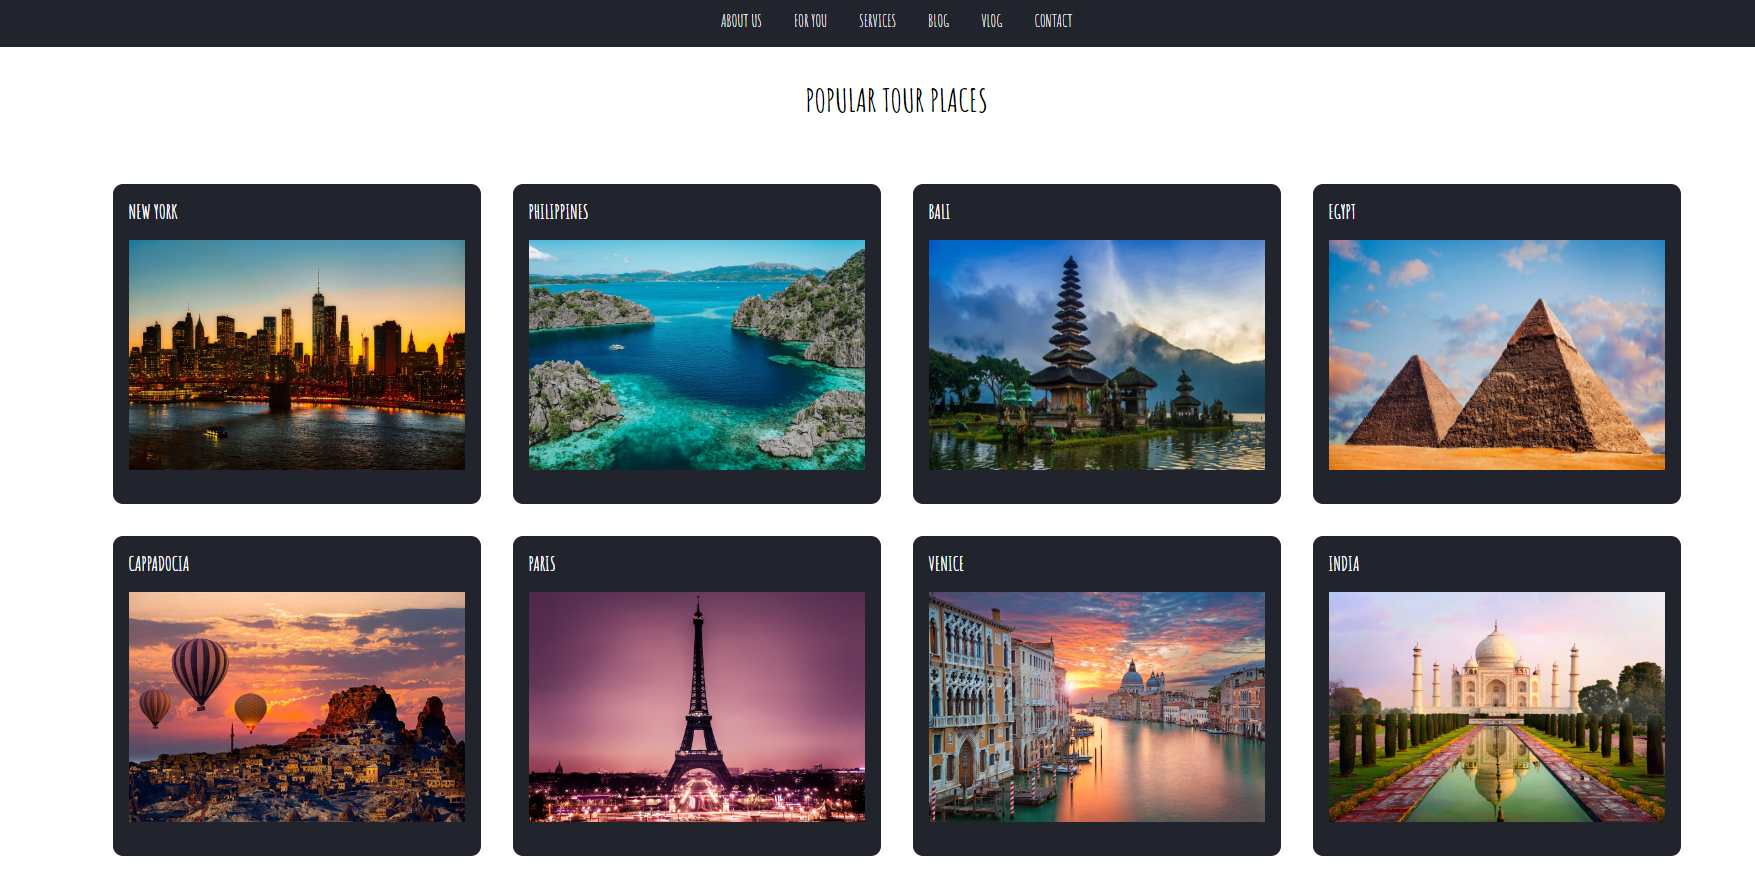 ABOUT US FOR YOU SERVICES BLOG VLOG CONTACT
POPULAR TOUR PLACES
NEW YORK
PHILIPPINES
BALI
EGYPT
CAPPADOCIA
PARIS
VENICE
INDIA